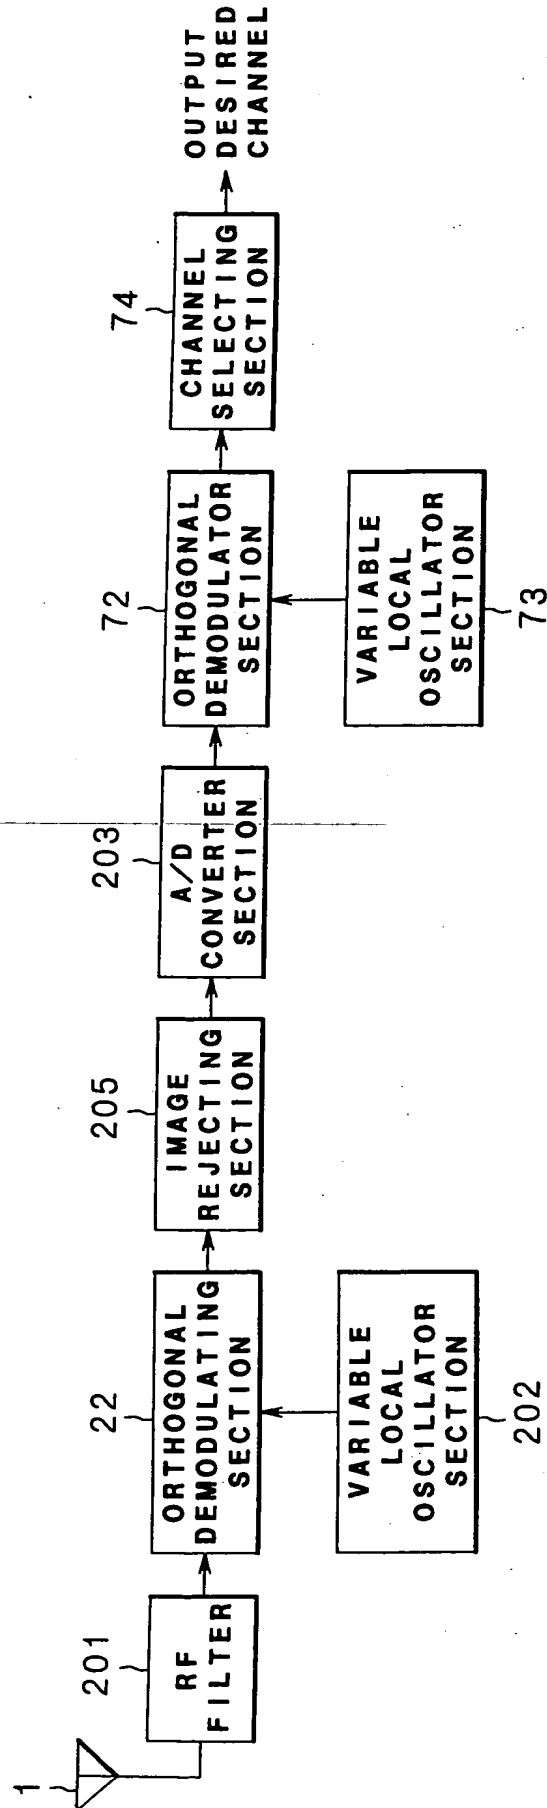 1
201
RF
FILTER
22
ORTHOGONAL
DEMODULATING
SECTION
VARIABLE
LOCAL
OSCILLATOR
SECTION
202
205
IMAGE
REJECTING
SECTION
203
A/D
CONVERTER
SECTION
72
ORTHOGONAL
DEMODULATOR
SECTION
VARIABLE
LOCAL
OSCILLATOR
SECTION
73
74
CHANNEL
SELECTING
SECTION
OUTPUT
DESIRED
CHANNEL